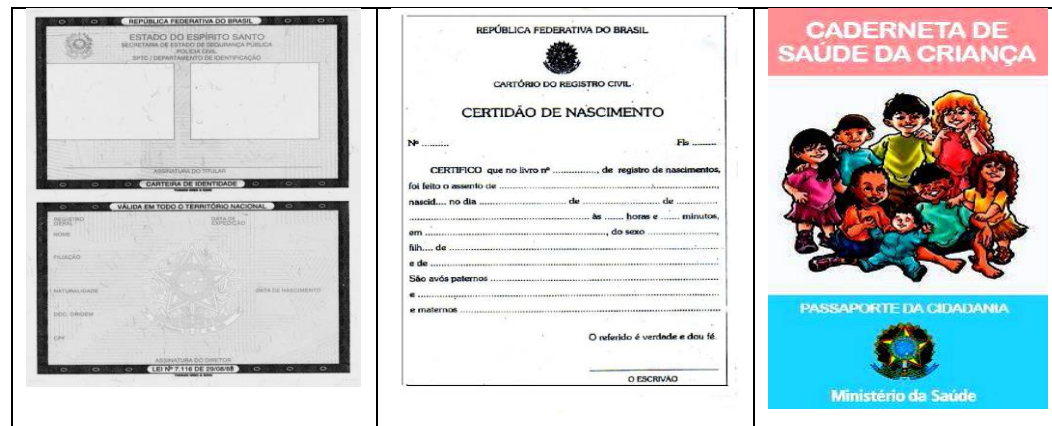 REPÚBLICA FEDERATIVA DO BRASIL
ESTADO DO ESPÍRITO SANTO
SECRETARIA DE ESTADO DE SEGURANÇA PÚBLICA
POLÍCIA CIVIL
SPTC / DEPARTAMENTO DE IDENTIFICAÇÃO
ASSINATURA DO TITULAR
CARTEIRA DE IDENTIDADE
VÁLIDA EM TODO O TERRITÓRIO NACIONAL
REGISTRO GERAL
DATA DE EXPEDIÇÃO
NOME
FILIAÇÃO
NATURALIDADE
DATA DE NASCIMENTO
DOC. ORIGEM
CPF
ASSINATURA DO DIRETOR
LEI Nº 7.116 DE 29/08/83
REPÚBLICA FEDERATIVA DO BRASIL
CARTÓRIO DO REGISTRO CIVIL
CERTIDÃO DE NASCIMENTO
Nº .......... Fls .........
CERTIFICO que no livro nº ..............., de registro de nascimentos,
foi feito o assento de ...............
nascid.... no dia ............... de ............... de ...............
............... às ....... horas e ....... minutos,
em ..............., do sexo ...............
filh.... de ...............
e de ...............
São avós paternos ...............
e ...............
e maternos ...............
O referido é verdade e dou fé.
O ESCRIVÃO
CADERNETA DE
SAÚDE DA CRIANÇA
PASSAPORTE DA CIDADANIA
Ministério da Saúde